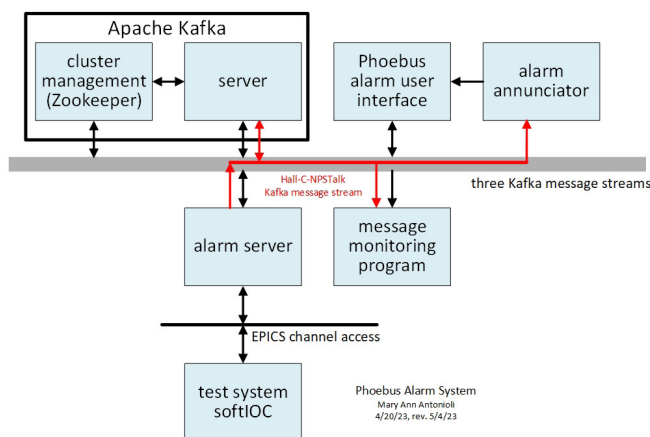 Apache Kafka
cluster
management
(Zookeeper)
server
Phoebus
alarm user
interface
alarm
annunciator
Hall-C-NPSTalk
Kafka message stream
three Kafka message streams
alarm server
message
monitoring
program
EPICS channel access
test system
softIOC
Phoebus Alarm System
Mary Ann Antonioli
4/20/23, rev. 5/4/23